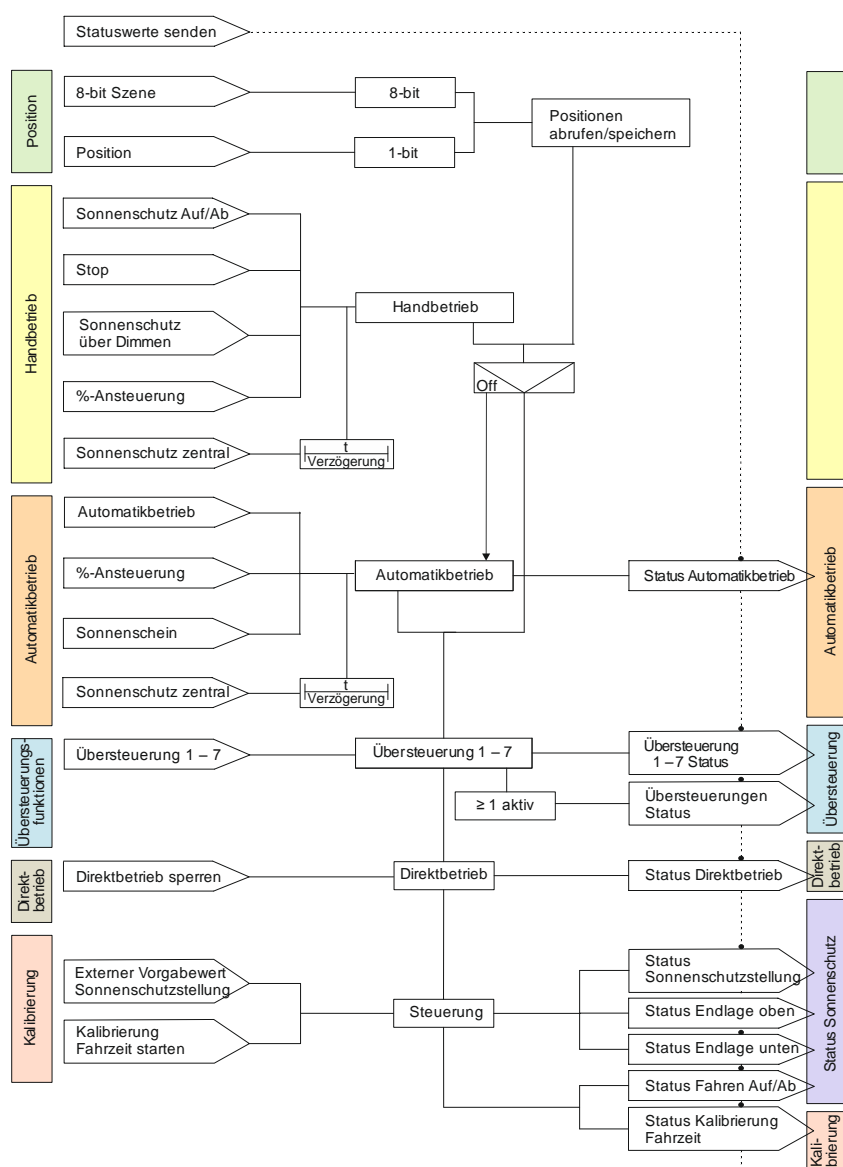 Statuswerte senden
Position
8-bit Szene
8-bit
Positionen
abrufen/speichern
Position
1-bit
Handbetrieb
Sonnenschutz Auf/Ab
Stop
Handbetrieb
Sonnenschutz
über Dimmen
Off
%-Ansteuerung
Sonnenschutz zentral
t
Verzögerung
Automatikbetrieb
Automatikbetrieb
%-Ansteuerung
Automatikbetrieb
Status Automatikbetrieb
Automatikbetrieb
Sonnenschein
Sonnenschutz zentral
t
Verzögerung
Übersteuerungs-
funktionen
Übersteuerung 1 – 7
Übersteuerung 1 – 7
Übersteuerung
1 – 7 Status
Übersteuerung
≥ 1 aktiv
Übersteuerungen
Status
Direkt-
betrieb
Direktbetrieb sperren
Direktbetrieb
Status Direktbetrieb
Direkt-
betrieb
Kalibrierung
Externer Vorgabewert
Sonnenschutzstellung
Status
Sonnenschutzstellung
Status Sonnenschutz
Steuerung
Status Endlage oben
Kalibrierung
Fahrzeit starten
Status Endlage unten
Status Fahren Auf/Ab
Status Kalibrierung
Fahrzeit
Kali-
brierung